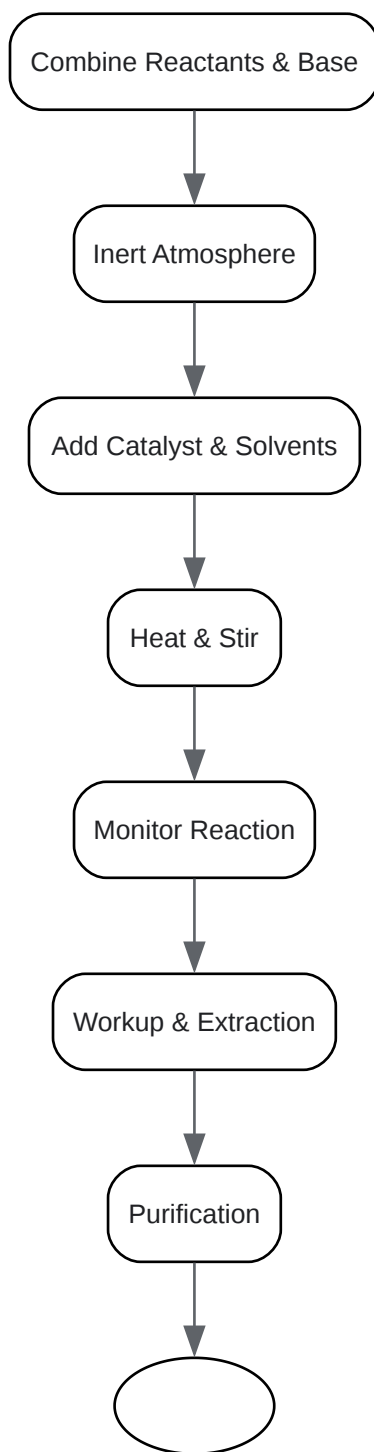 Combine Reactants & Base
Inert Atmosphere
Add Catalyst & Solvents
Heat & Stir
Monitor Reaction
Workup & Extraction
Purification